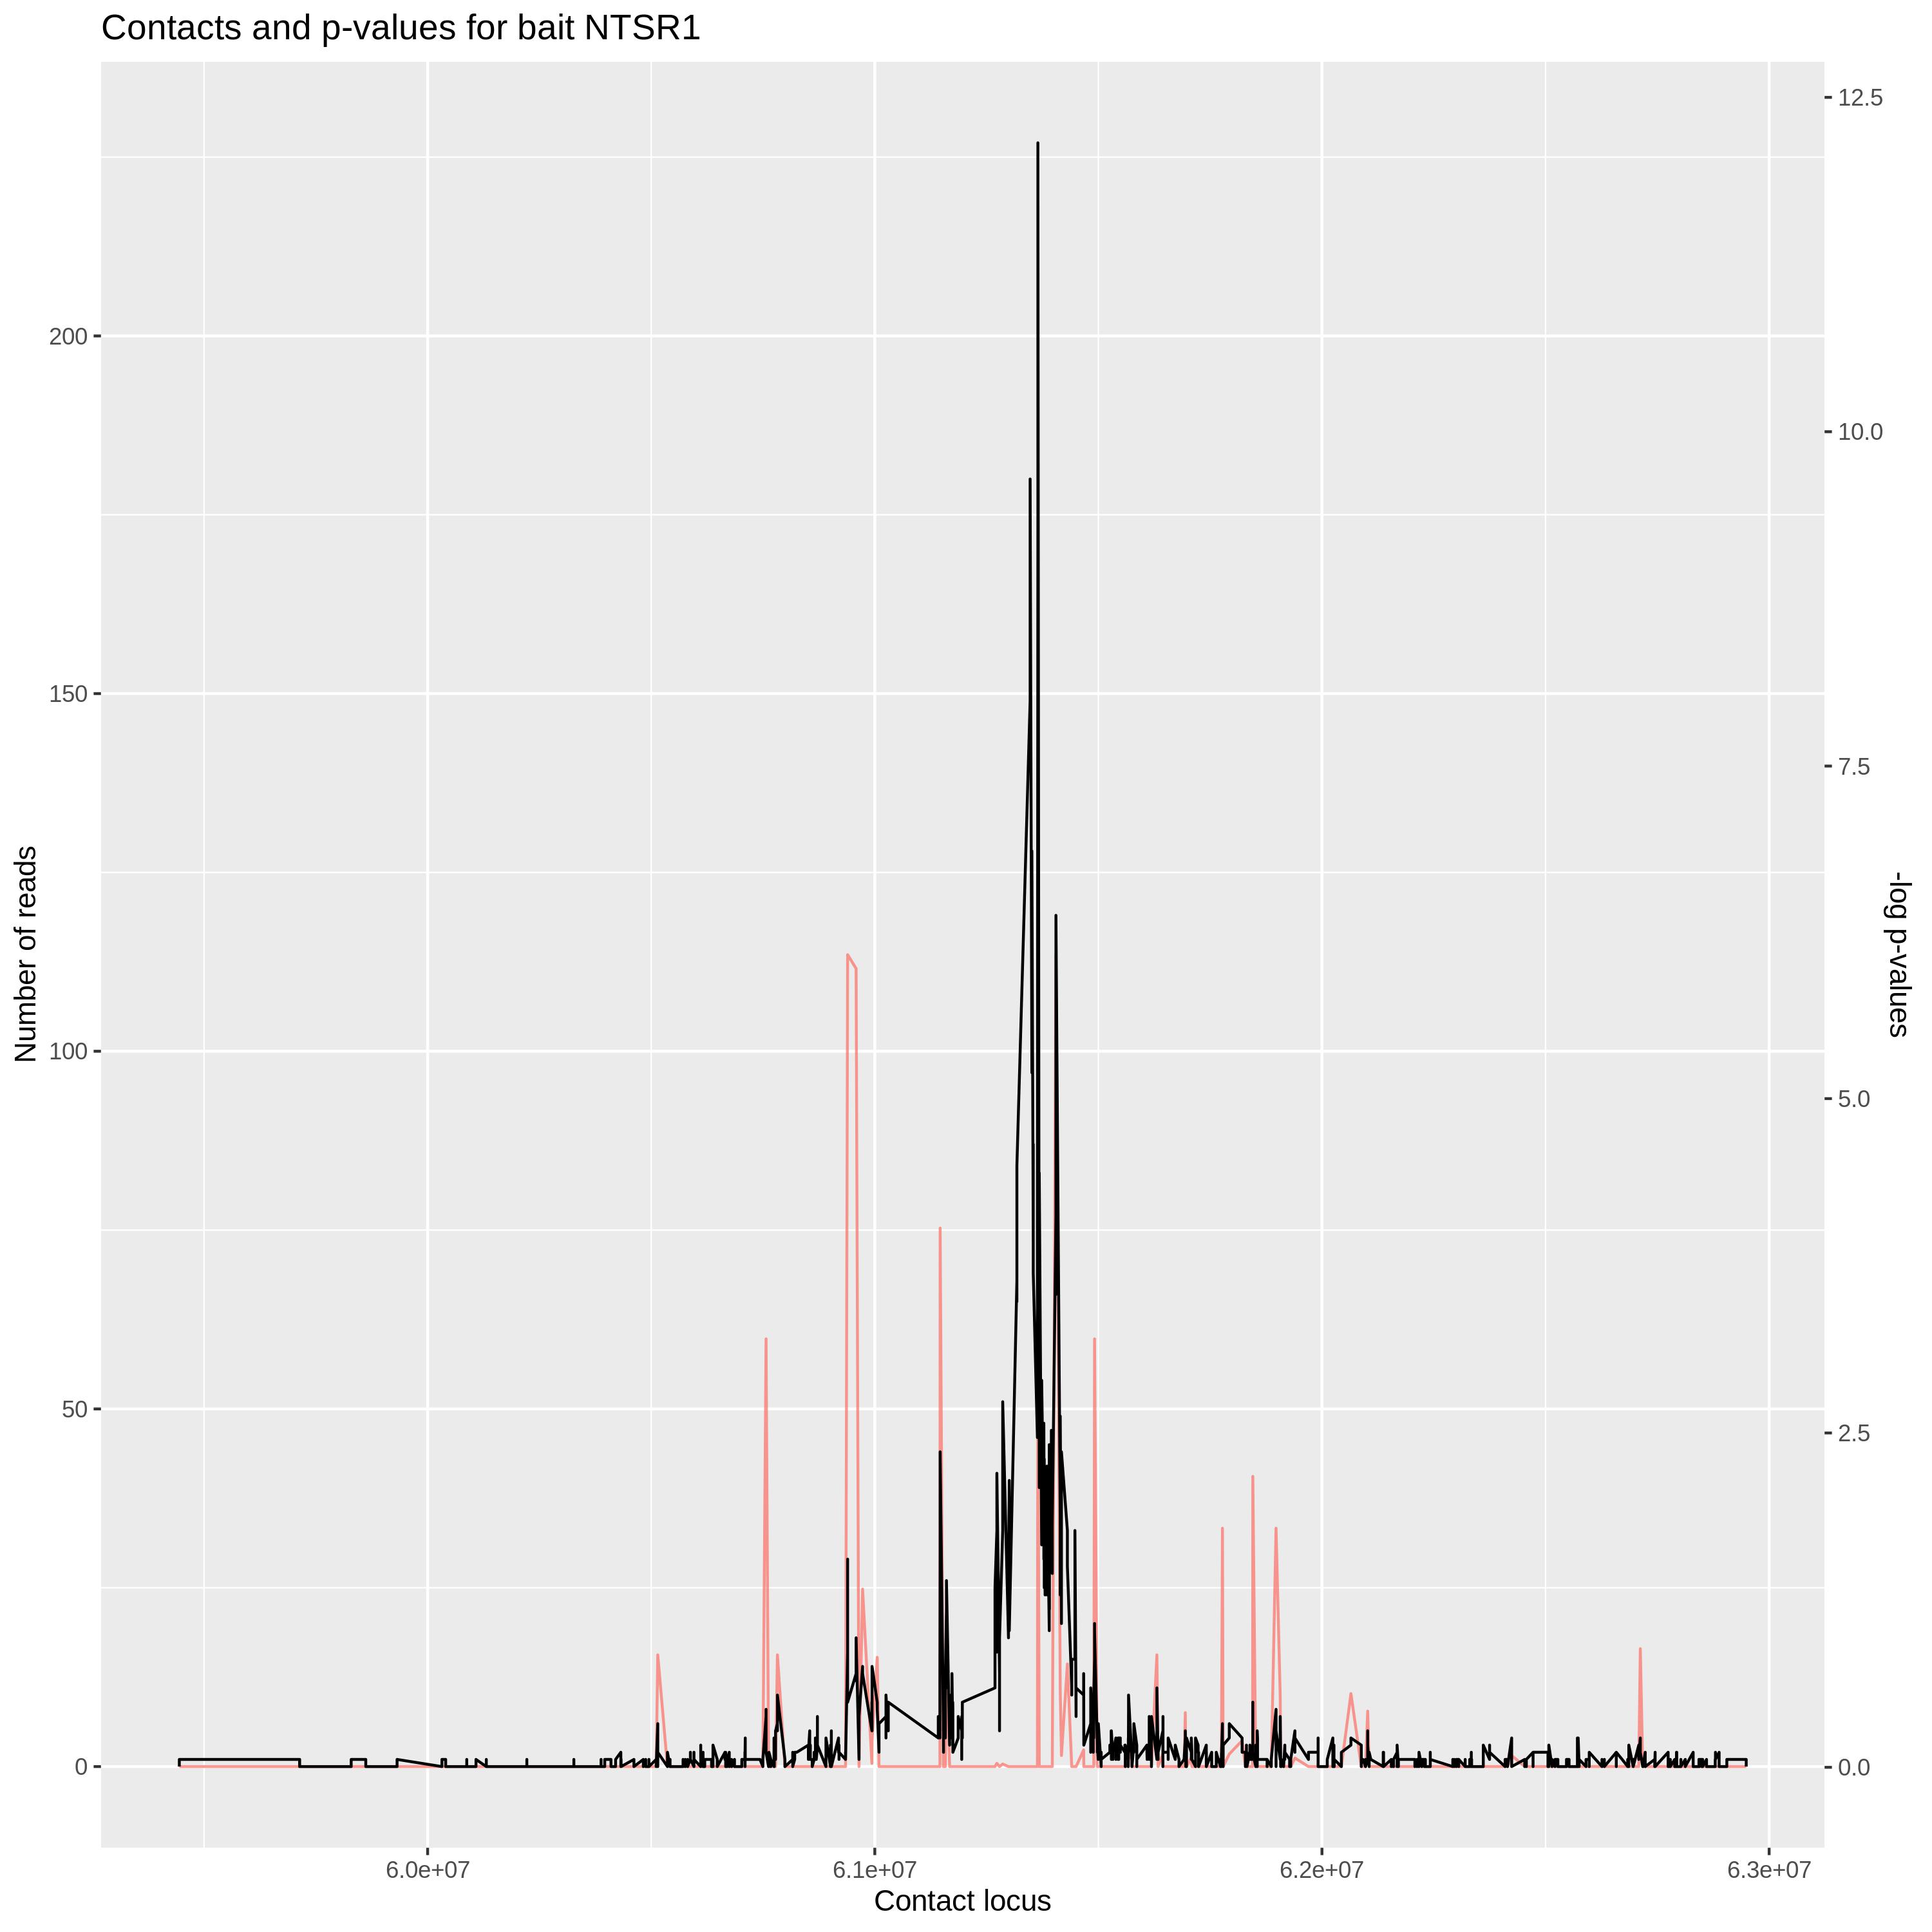 Contacts and p-values for bait NTSR1
Number of reads
200
150
100
50
0
12.5
10.0
7.5
5.0
2.5
0.0
-log p-values
6.0e+07
6.1e+07
6.2e+07
6.3e+07
Contact locus